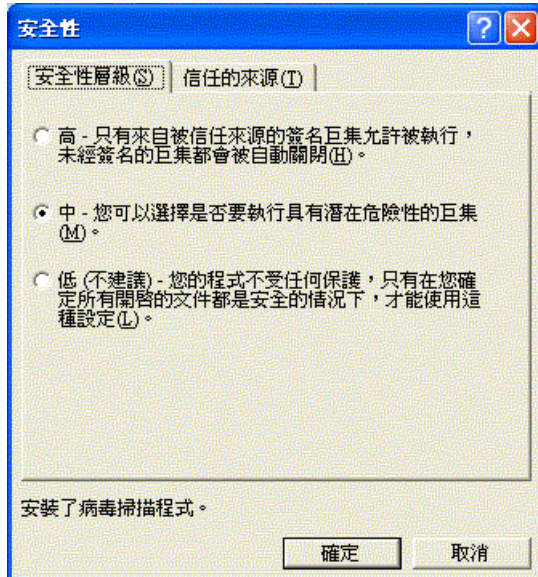 安全性
安全性層級(S) 信任的來源(T)
高 - 只有來自被信任來源的簽名巨集允許被執行，
未經簽名的巨集都會被自動關閉(H)。
中 - 您可以選擇是否要執行具有潛在危險性的巨集
(M)。
低 (不建議) - 您的程式不受任何保護，只有在您確
定所有開啓的文件都是安全的情況下，才能使用這
種設定(L)。
安裝了病毒掃描程式。
確定 取消